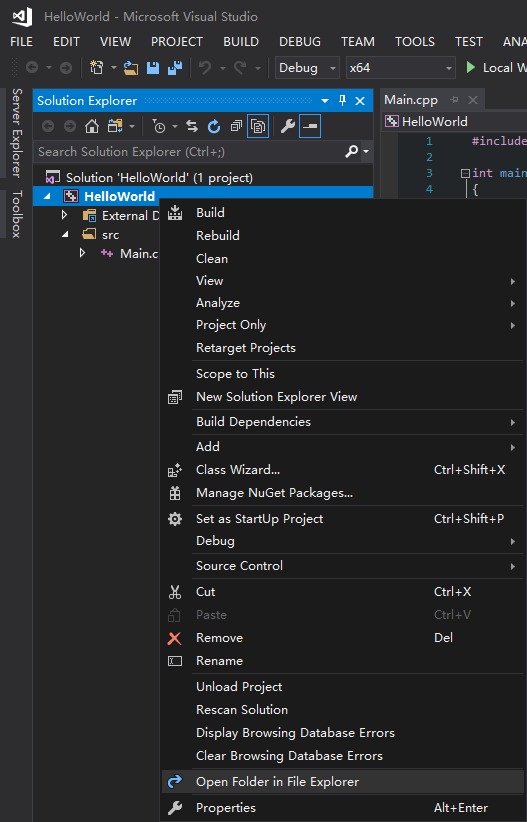 HelloWorld - Microsoft Visual Studio
FILE EDIT VIEW PROJECT BUILD DEBUG TEAM TOOLS TEST ANA
Debug x64 Local W
Server Explorer
Toolbox
Solution Explorer
Search Solution Explorer (Ctrl+;)
Solution 'HelloWorld' (1 project)
HelloWorld
External D
src
Main.c
Main.cpp
HelloWorld
1 #include
2
3 int main
4 {
Build
Rebuild
Clean
View
Analyze
Project Only
Retarget Projects
Scope to This
New Solution Explorer View
Build Dependencies
Add
Class Wizard... Ctrl+Shift+X
Manage NuGet Packages...
Set as StartUp Project Ctrl+Shift+P
Debug
Source Control
Cut Ctrl+X
Paste Ctrl+V
Remove Del
Rename
Unload Project
Rescan Solution
Display Browsing Database Errors
Clear Browsing Database Errors
Open Folder in File Explorer
Properties Alt+Enter